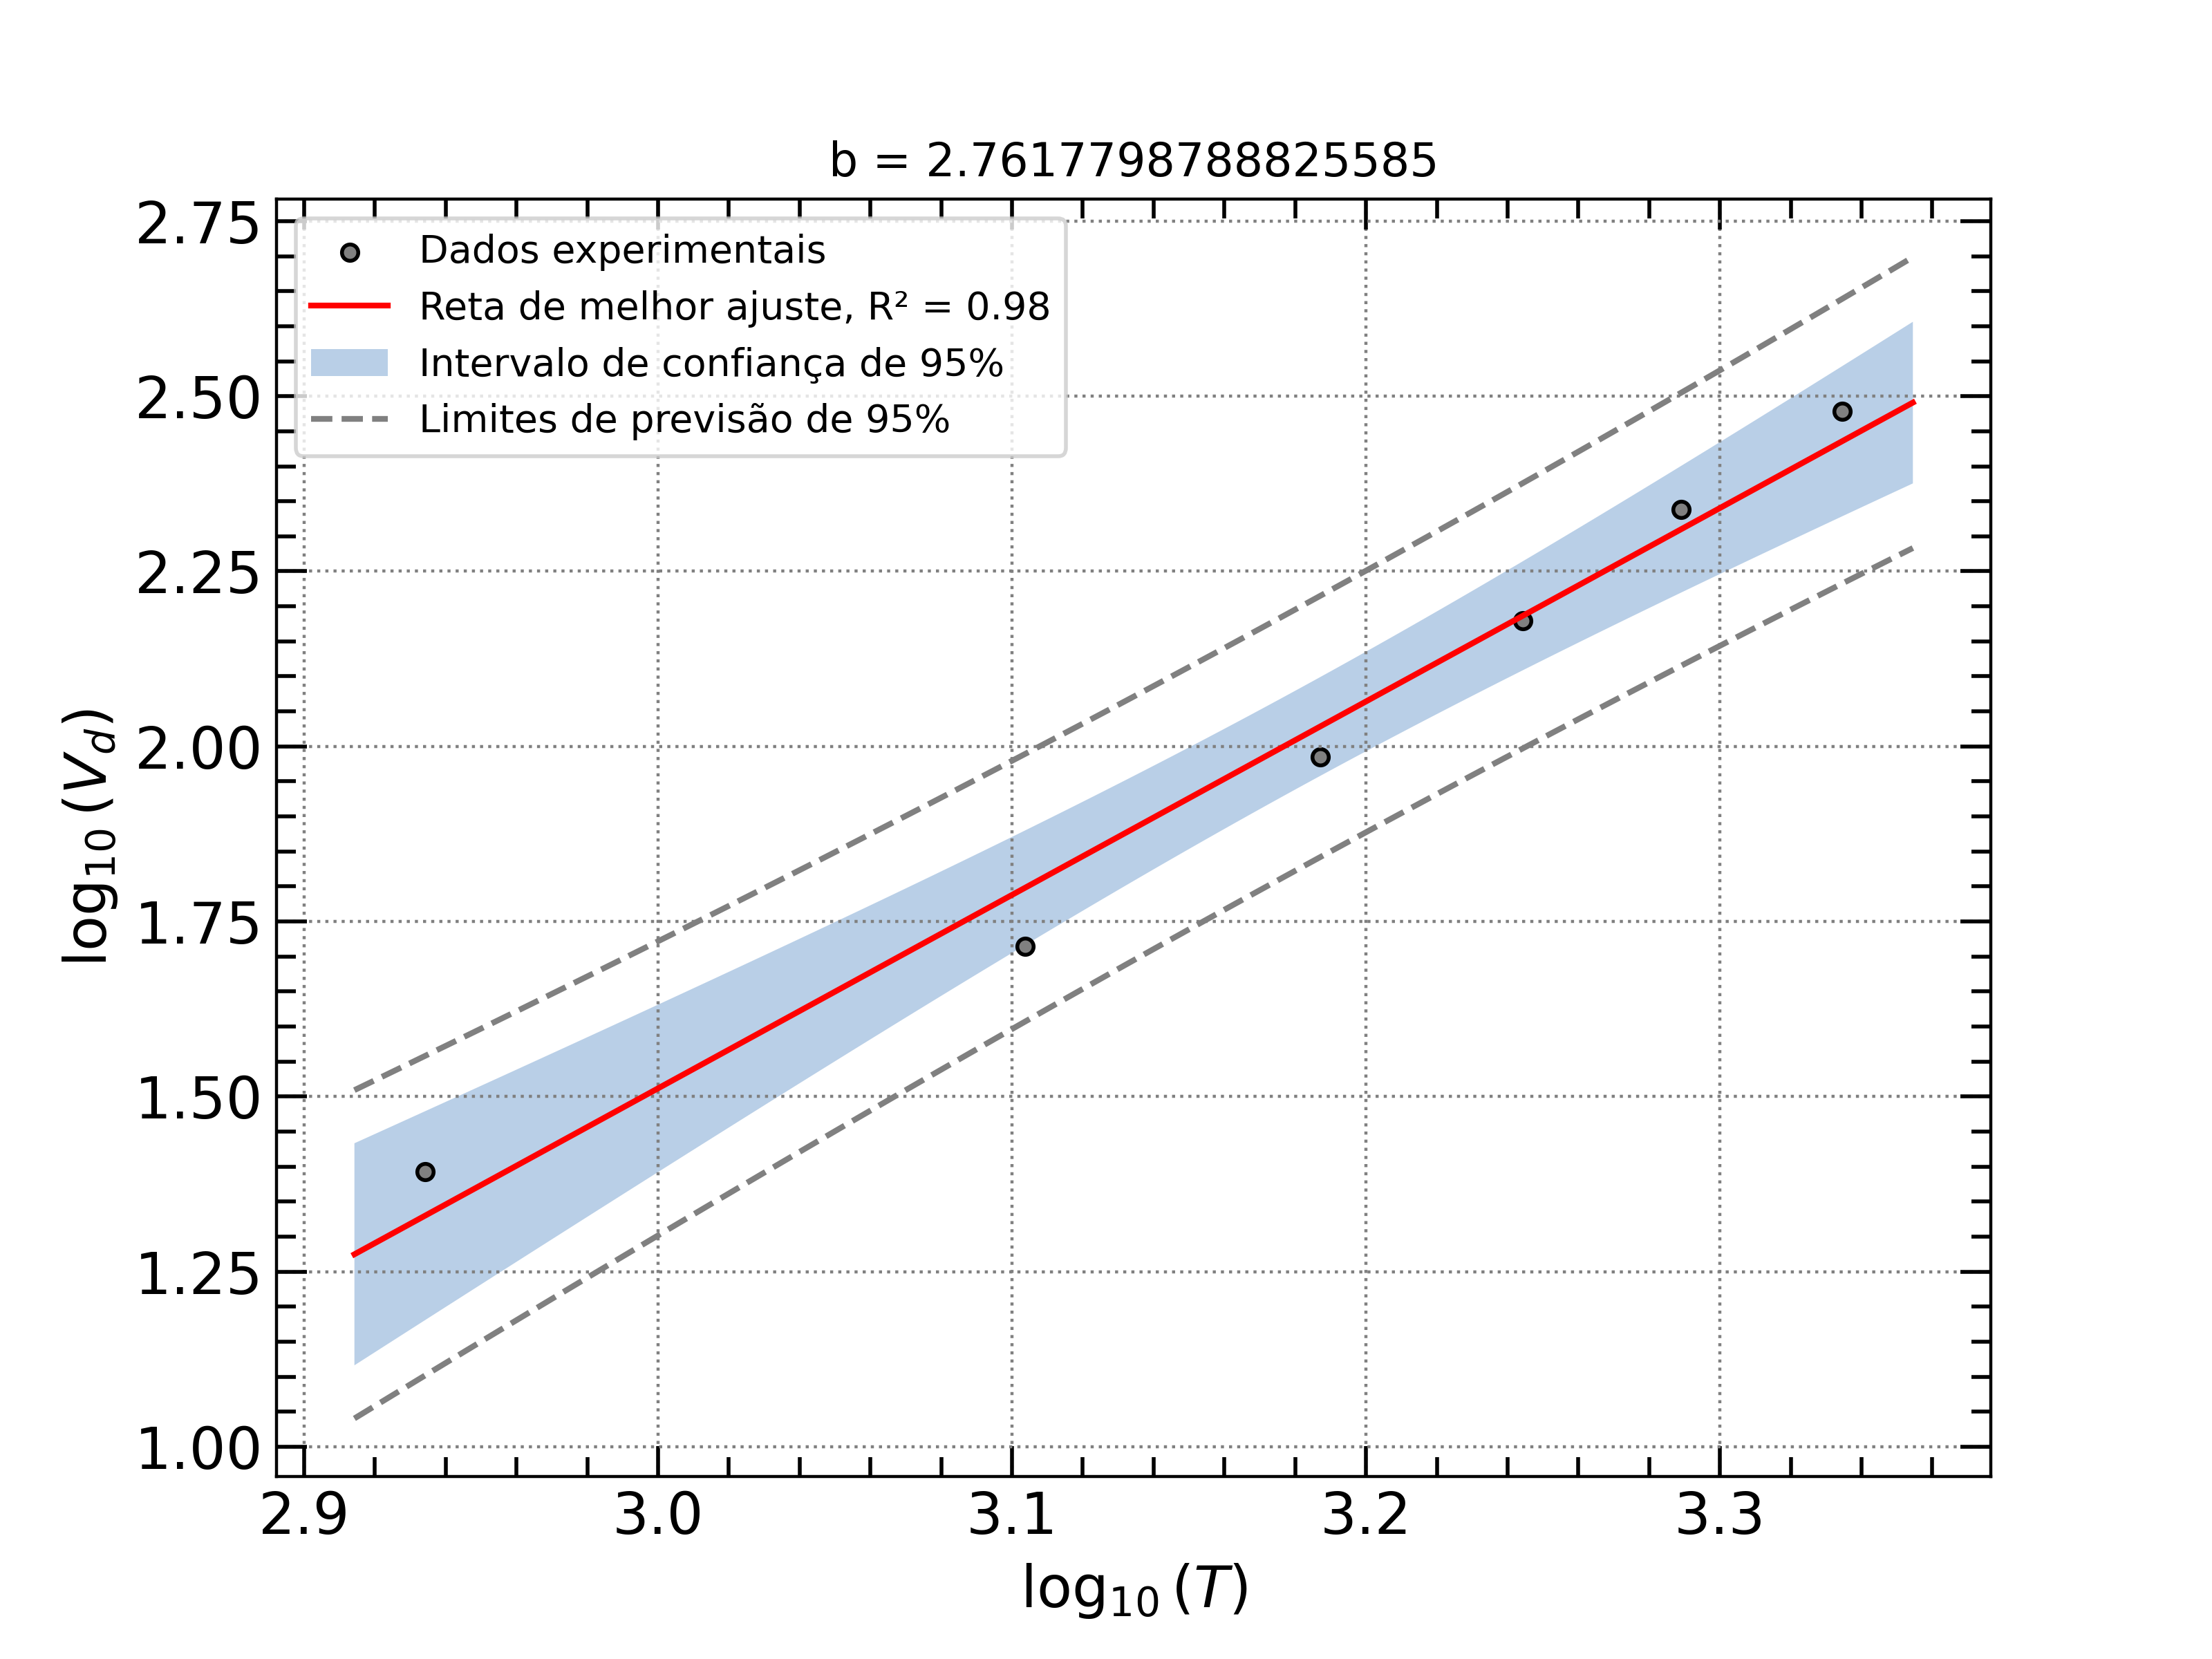 b = 2.7617798788825585
Dados experimentais
Reta de melhor ajuste, R² = 0.98
Intervalo de confiança de 95%
Limites de previsão de 95%
2.75
2.50
2.25
2.00
1.75
1.50
1.25
1.00
log₁₀(V_d)
2.9 3.0 3.1 3.2 3.3
log₁₀(T)